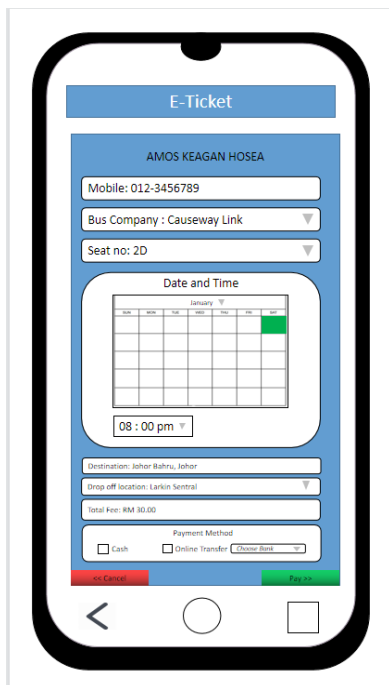 E-Ticket
AMOS KEAGAN HOSEA
Mobile: 012-3456789
Bus Company : Causeway Link
Seat no: 2D
Date and Time
January
SUN MON TUE WED THU FRI SAT
08 : 00 pm
Destination: Johor Bahru, Johor
Drop off location: Larkin Sentral
Total Fee: RM 30.00
Payment Method
Cash Online Transfer Choose Bank
<< Cancel Pay >>